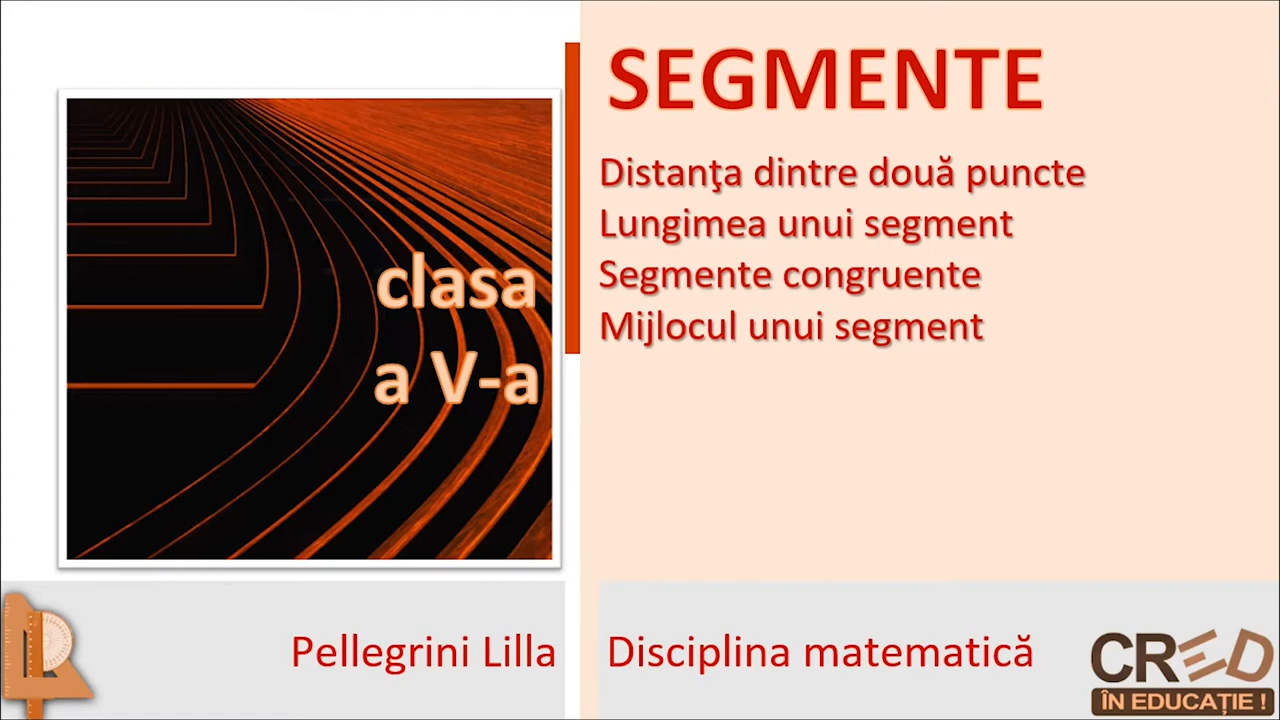 SEGMENTE
Distanţa dintre două puncte
Lungimea unui segment
Segmente congruente
Mijlocul unui segment
clasa
a V-a
Pellegrini Lilla
Disciplina matematică
CRED
ÎN EDUCAȚIE !